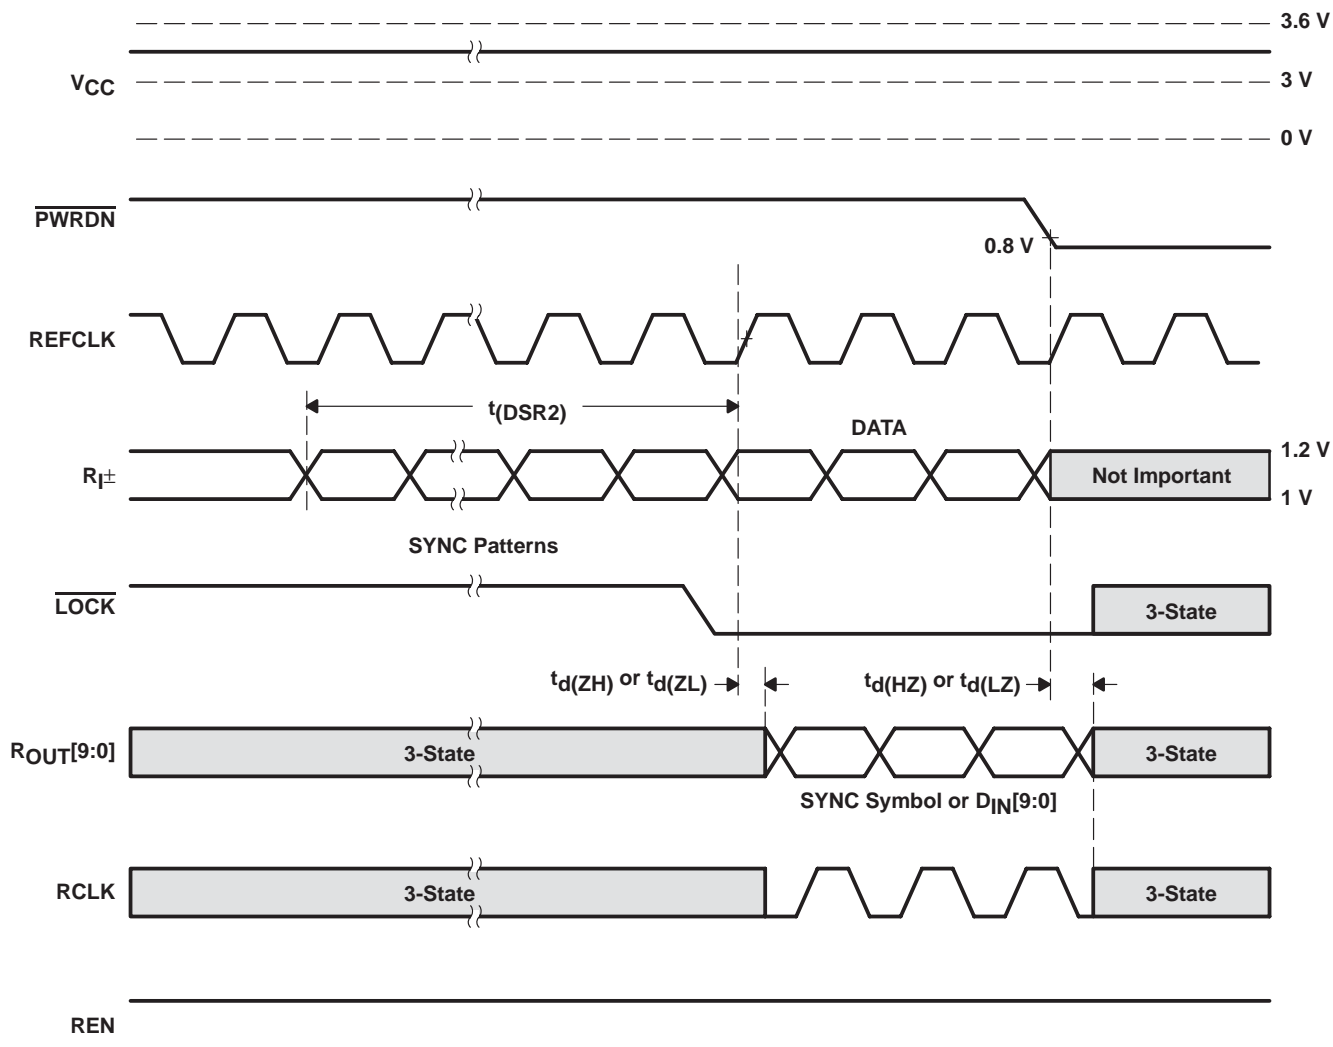 3.6 V
VCC
3 V
0 V
PWRDN
0.8 V
REFCLK
t(DSR2)
DATA
1.2 V
RI±
Not Important
1 V
SYNC Patterns
LOCK
3-State
td(ZH) or td(ZL)
td(HZ) or td(LZ)
ROUT[9:0]
3-State
3-State
SYNC Symbol or DIN[9:0]
RCLK
3-State
3-State
REN